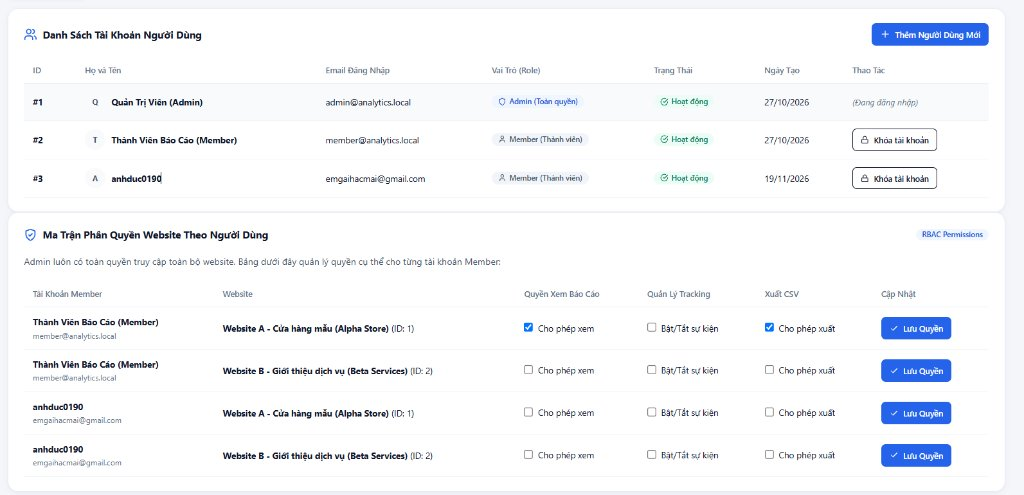 Danh Sách Tài Khoản Người Dùng
+ Thêm Người Dùng Mới
ID Họ và Tên Email Đăng Nhập Vai Trò (Role) Trạng Thái Ngày Tạo Thao Tác
#1 Q Quản Trị Viên (Admin) admin@analytics.local Admin (Toàn quyền) Hoạt động 27/10/2026 (Đang đăng nhập)
#2 T Thành Viên Báo Cáo (Member) member@analytics.local Member (Thành viên) Hoạt động 27/10/2026 Khóa tài khoản
#3 A anhduc0190 emgaihacmai@gmail.com Member (Thành viên) Hoạt động 19/11/2026 Khóa tài khoản
Ma Trận Phân Quyền Website Theo Người Dùng
RBAC Permissions
Admin luôn có toàn quyền truy cập toàn bộ website. Bảng dưới đây quản lý quyền cụ thể cho từng tài khoản Member:
Tài Khoản Member Website Quyền Xem Báo Cáo Quản Lý Tracking Xuất CSV Cập Nhật
Thành Viên Báo Cáo (Member)
member@analytics.local
Website A - Cửa hàng mẫu (Alpha Store) (ID: 1) Cho phép xem Bật/Tắt sự kiện Cho phép xuất Lưu Quyền
Thành Viên Báo Cáo (Member)
member@analytics.local
Website B - Giới thiệu dịch vụ (Beta Services) (ID: 2) Cho phép xem Bật/Tắt sự kiện Cho phép xuất Lưu Quyền
anhduc0190
emgaihacmai@gmail.com
Website A - Cửa hàng mẫu (Alpha Store) (ID: 1) Cho phép xem Bật/Tắt sự kiện Cho phép xuất Lưu Quyền
anhduc0190
emgaihacmai@gmail.com
Website B - Giới thiệu dịch vụ (Beta Services) (ID: 2) Cho phép xem Bật/Tắt sự kiện Cho phép xuất Lưu Quyền